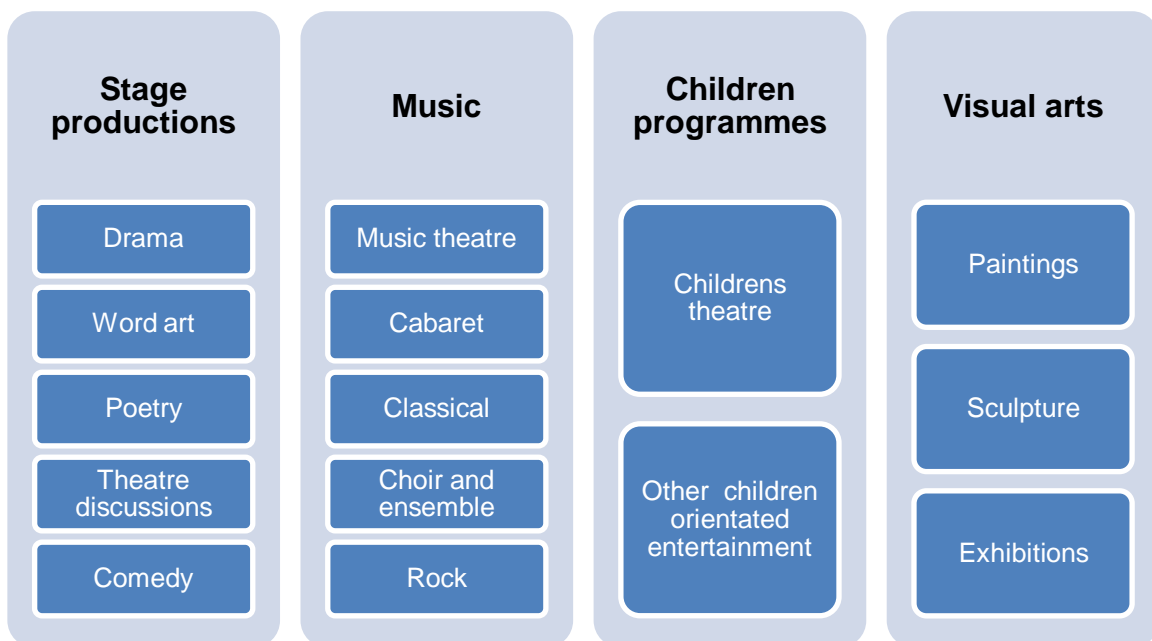 Stage
productions
Drama
Word art
Poetry
Theatre
discussions
Comedy
Music
Music theatre
Cabaret
Classical
Choir and
ensemble
Rock
Children
programmes
Childrens
theatre
Other children
orientated
entertainment
Visual arts
Paintings
Sculpture
Exhibitions